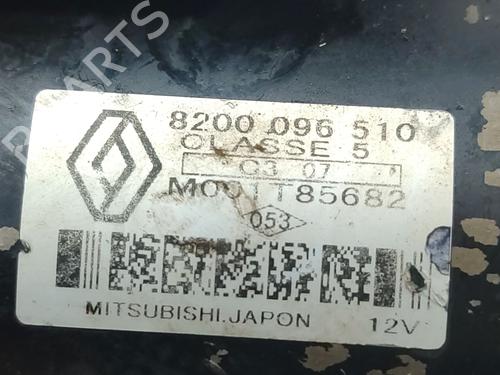 8200 096 510
CLASSE 5
G3 07
M001T85682
053
MITSUBISHI.JAPON 12V